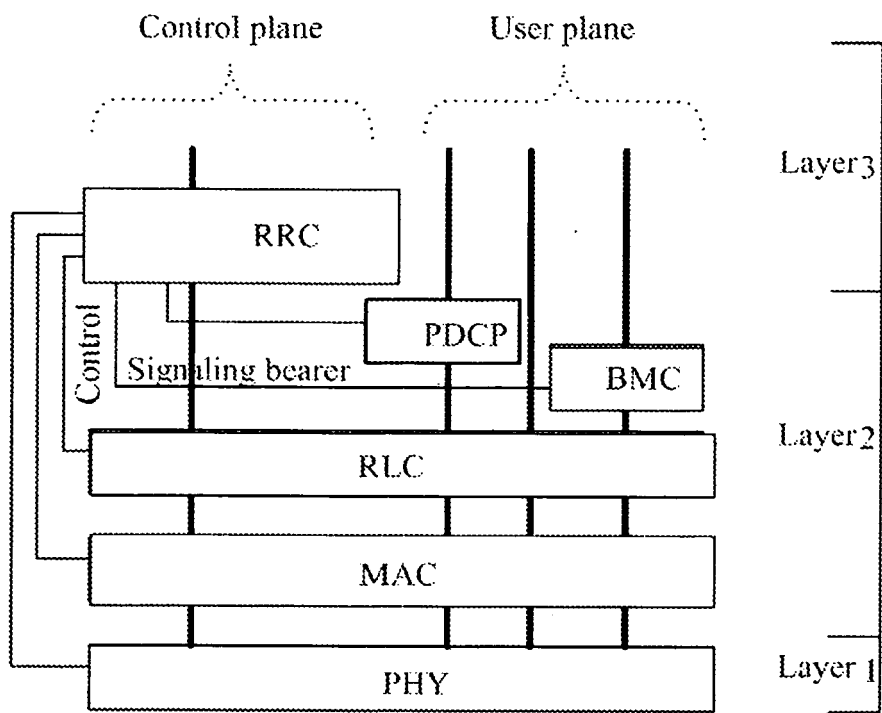 Control plane
User plane
Layer 3
RRC
Control
PDCP
Signaling bearer
BMC
Layer 2
RLC
MAC
Layer 1
PHY